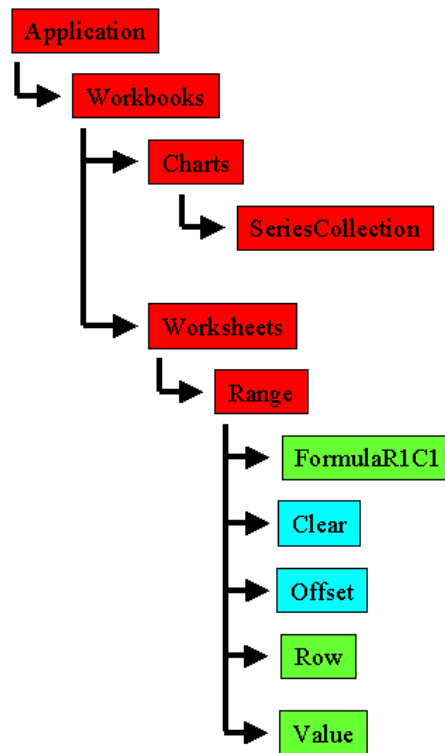 Application
Workbooks
Charts
SeriesCollection
Worksheets
Range
FormulaR1C1
Clear
Offset
Row
Value